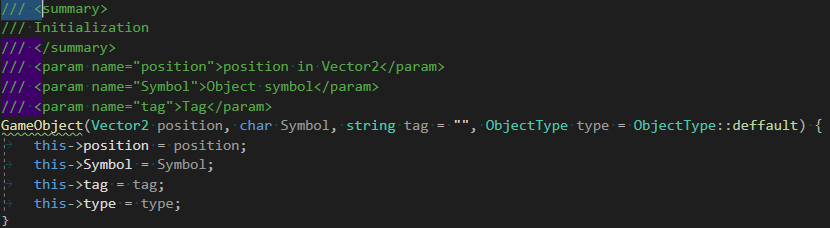 /// <summary>
/// Initialization
/// </summary>
/// <param name="position">position in Vector2</param>
/// <param name="Symbol">Object symbol</param>
/// <param name="tag">Tag</param>
GameObject(Vector2 position, char Symbol, string tag = "", ObjectType type = ObjectType::deffault) {
    this->position = position;
    this->Symbol = Symbol;
    this->tag = tag;
    this->type = type;
}